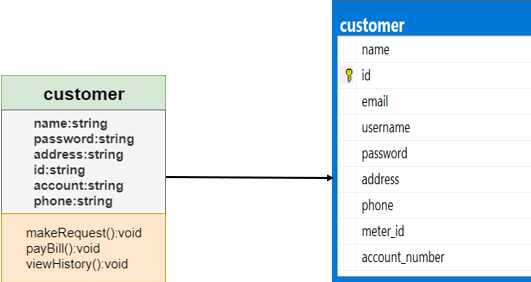 customer
name:string
password:string
address:string
id:string
account:string
phone:string
makeRequest():void
payBill():void
viewHistory():void
customer
name
id
email
username
password
address
phone
meter_id
account_number